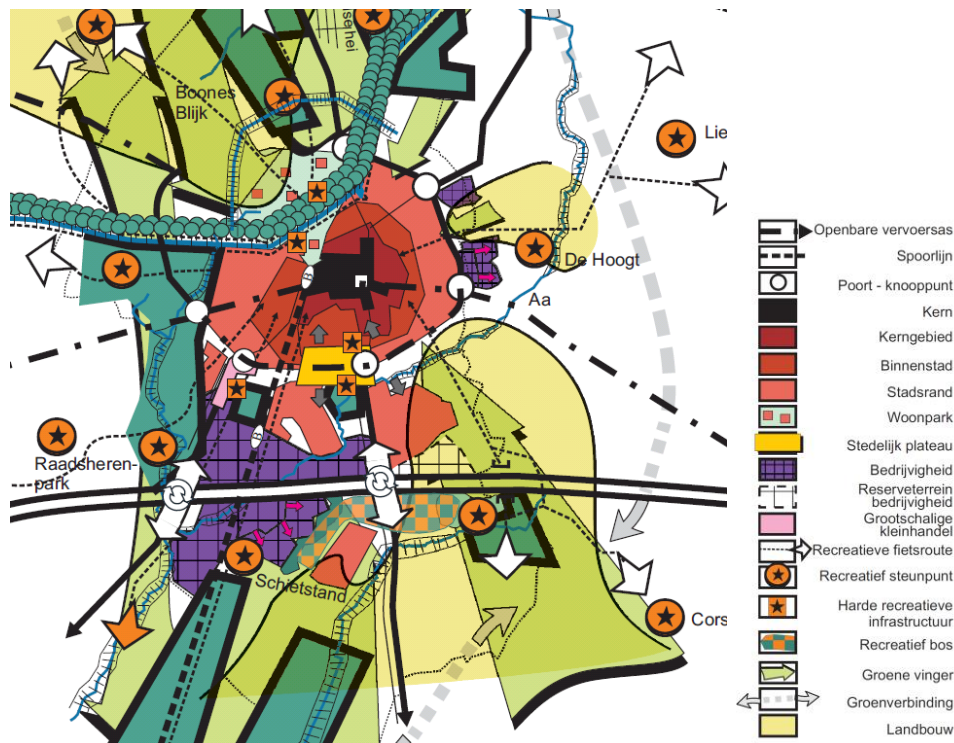 ssehei
Boones
Blijk
Lie
De Hoogt
Aa
B
B
Raadsheren-
park
Schietstand
Cors
Openbare vervoersas
Spoorlijn
Poort - knooppunt
Kern
Kerngebied
Binnenstad
Stadsrand
Woonpark
Stedelijk plateau
Bedrijvigheid
Reserveterrein
bedrijvigheid
Grootschalige
kleinhandel
Recreatieve fietsroute
Recreatief steunpunt
Harde recreatieve
infrastructuur
Recreatief bos
Groene vinger
Groenverbinding
Landbouw